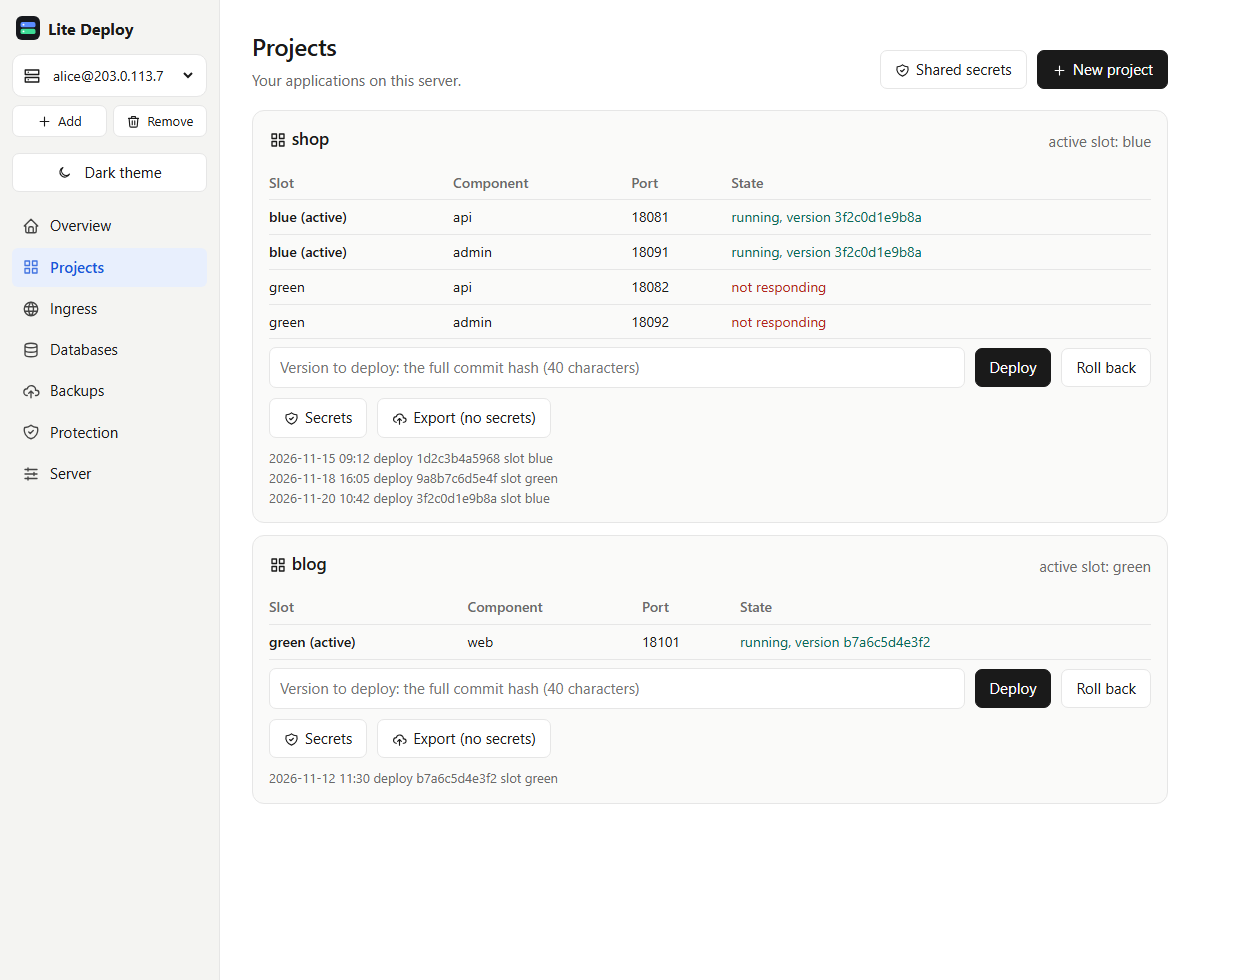 Lite Deploy
alice@203.0.113.7
Add
Remove
Dark theme
Overview
Projects
Ingress
Databases
Backups
Protection
Server
Projects
Your applications on this server.
Shared secrets
New project
shop
active slot: blue
Slot Component Port State
blue (active) api 18081 running, version 3f2c0d1e9b8a
blue (active) admin 18091 running, version 3f2c0d1e9b8a
green api 18082 not responding
green admin 18092 not responding
Version to deploy: the full commit hash (40 characters)
Deploy
Roll back
Secrets
Export (no secrets)
2026-11-15 09:12 deploy 1d2c3b4a5968 slot blue
2026-11-18 16:05 deploy 9a8b7c6d5e4f slot green
2026-11-20 10:42 deploy 3f2c0d1e9b8a slot blue
blog
active slot: green
Slot Component Port State
green (active) web 18101 running, version b7a6c5d4e3f2
Version to deploy: the full commit hash (40 characters)
Deploy
Roll back
Secrets
Export (no secrets)
2026-11-12 11:30 deploy b7a6c5d4e3f2 slot green